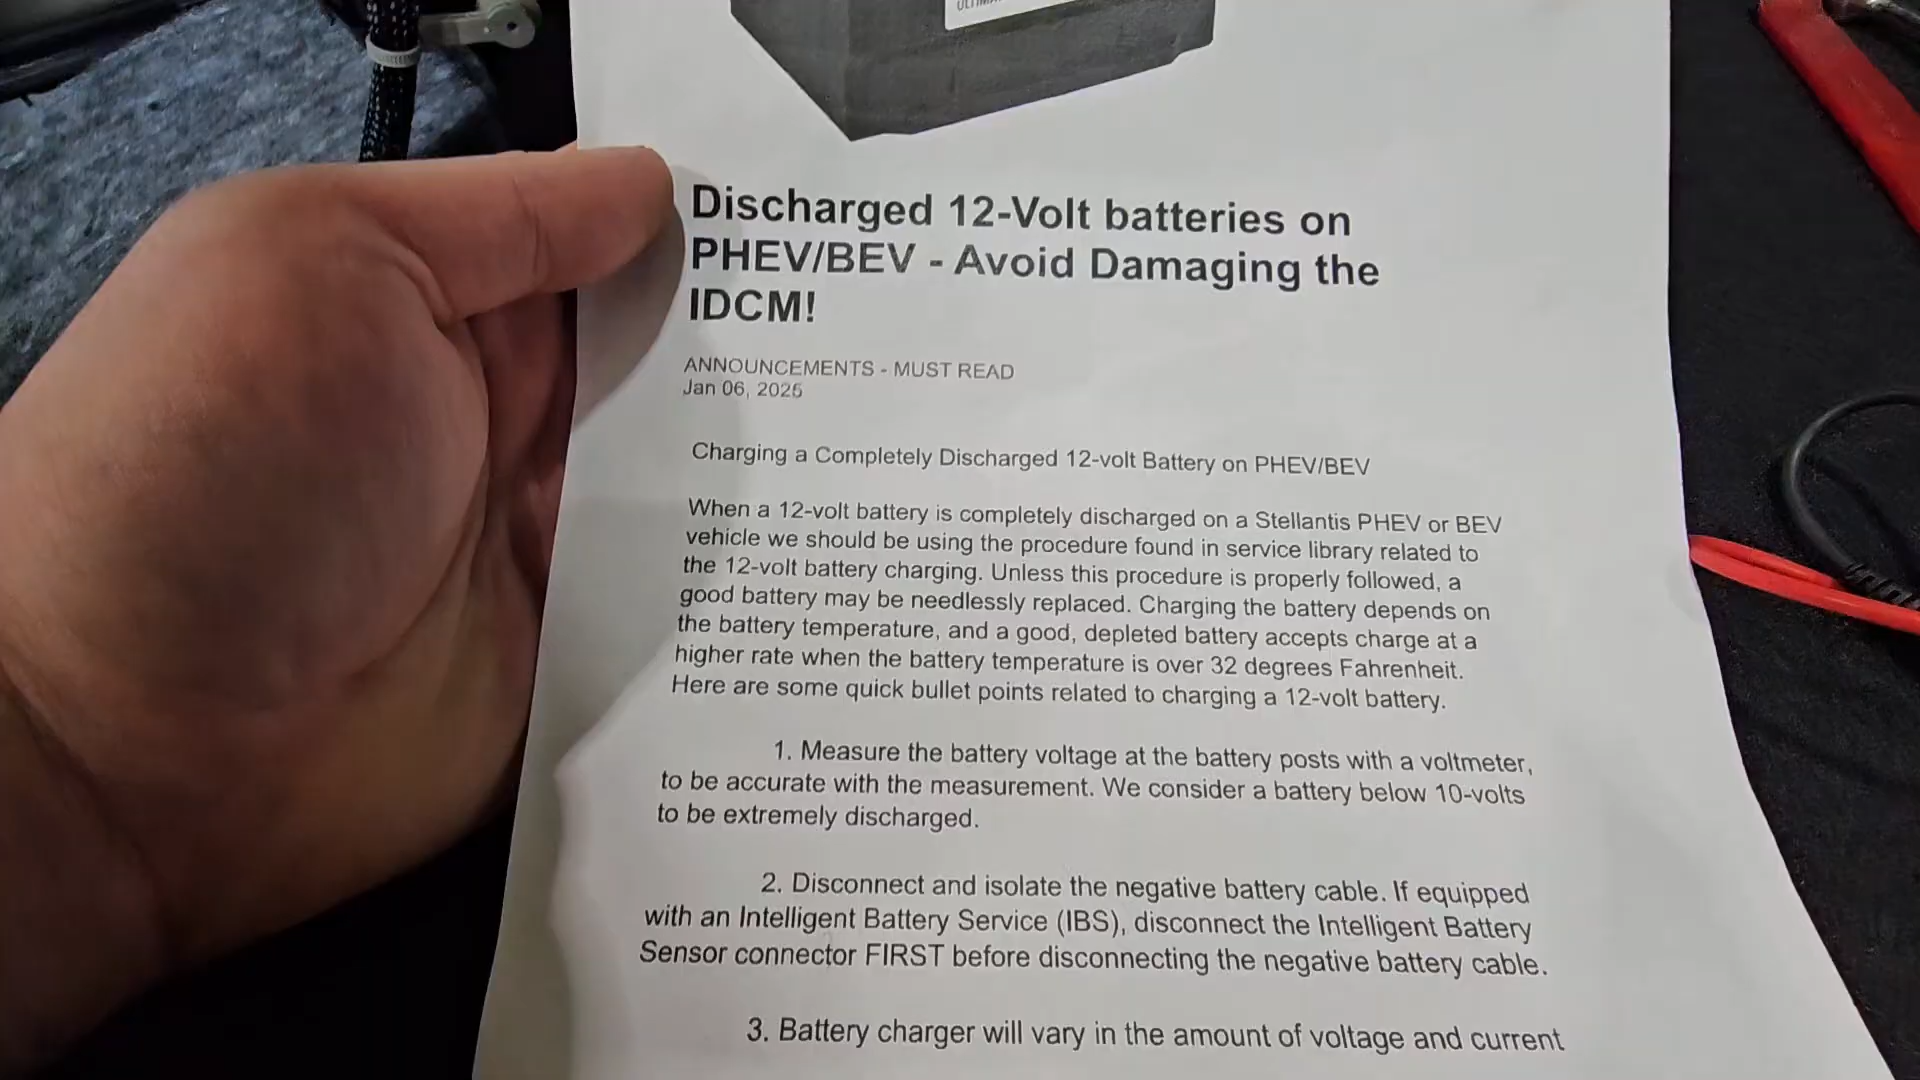 Discharged 12-Volt batteries on
PHEV/BEV - Avoid Damaging the
IDCM!
ANNOUNCEMENTS - MUST READ
Jan 06, 2025
Charging a Completely Discharged 12-volt Battery on PHEV/BEV
When a 12-volt battery is completely discharged on a Stellantis PHEV or BEV
vehicle we should be using the procedure found in service library related to
the 12-volt battery charging. Unless this procedure is properly followed, a
good battery may be needlessly replaced. Charging the battery depends on
the battery temperature, and a good, depleted battery accepts charge at a
higher rate when the battery temperature is over 32 degrees Fahrenheit.
Here are some quick bullet points related to charging a 12-volt battery.
1. Measure the battery voltage at the battery posts with a voltmeter,
to be accurate with the measurement. We consider a battery below 10-volts
to be extremely discharged.
2. Disconnect and isolate the negative battery cable. If equipped
with an Intelligent Battery Service (IBS), disconnect the Intelligent Battery
Sensor connector FIRST before disconnecting the negative battery cable.
3. Battery charger will vary in the amount of voltage and current